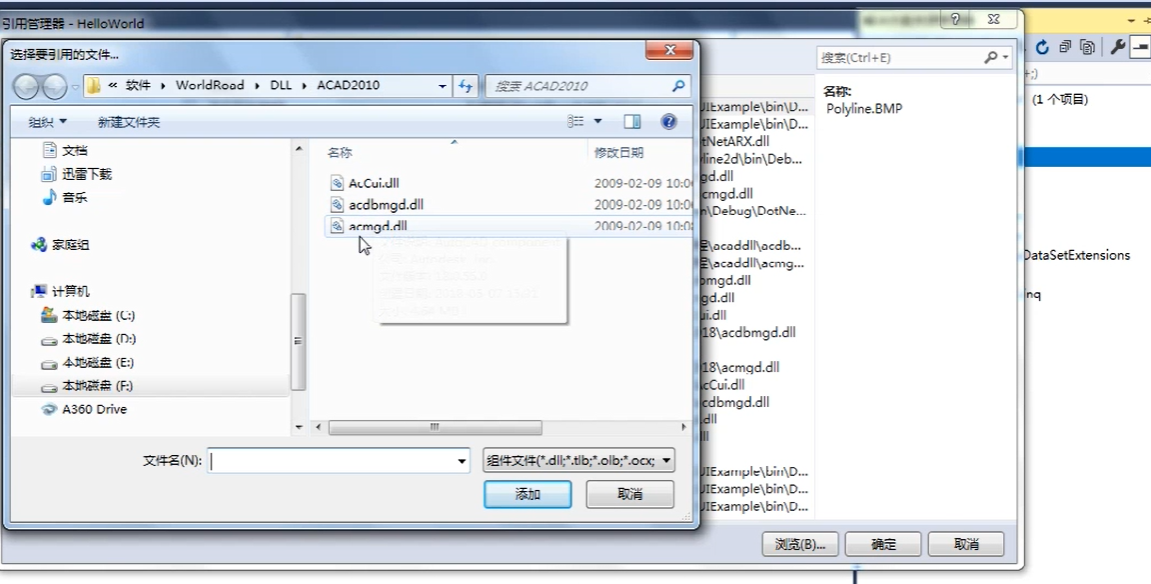 引用管理器 - HelloWorld
选择要引用的文件...
« 软件 ▸ WorldRoad ▸ DLL ▸ ACAD2010
搜索 ACAD2010
组织 新建文件夹
文档
迅雷下载
音乐
家庭组
计算机
本地磁盘 (C:)
本地磁盘 (D:)
本地磁盘 (E:)
本地磁盘 (F:)
A360 Drive
名称 修改日期
AcCui.dll 2009-02-09 10:0
acdbmgd.dll 2009-02-09 10:0
acmgd.dll 2009-02-09 10:0
文件名(N):
组件文件(*.dll;*.tlb;*.olb;*.ocx;
添加 取消
UIExample\bin\D...
UIExample\bin\D...
tNetARX.dll
line2d\bin\Deb...
gd.dll
cmgd.dll
n\Debug\DotNe...
程\acaddll\acdb...
程\acaddll\acmg...
bmgd.dll
gd.dll
ui.dll
18\acdbmgd.dll
18\acmgd.dll
cCui.dll
cdbmgd.dll
.dll
UIExample\bin\D...
UIExample\bin\D...
UIExample\bin\D...
搜索(Ctrl+E)
名称:
Polyline.BMP
浏览(B)... 确定 取消
+;)
(1 个项目)
DataSetExtensions
inq